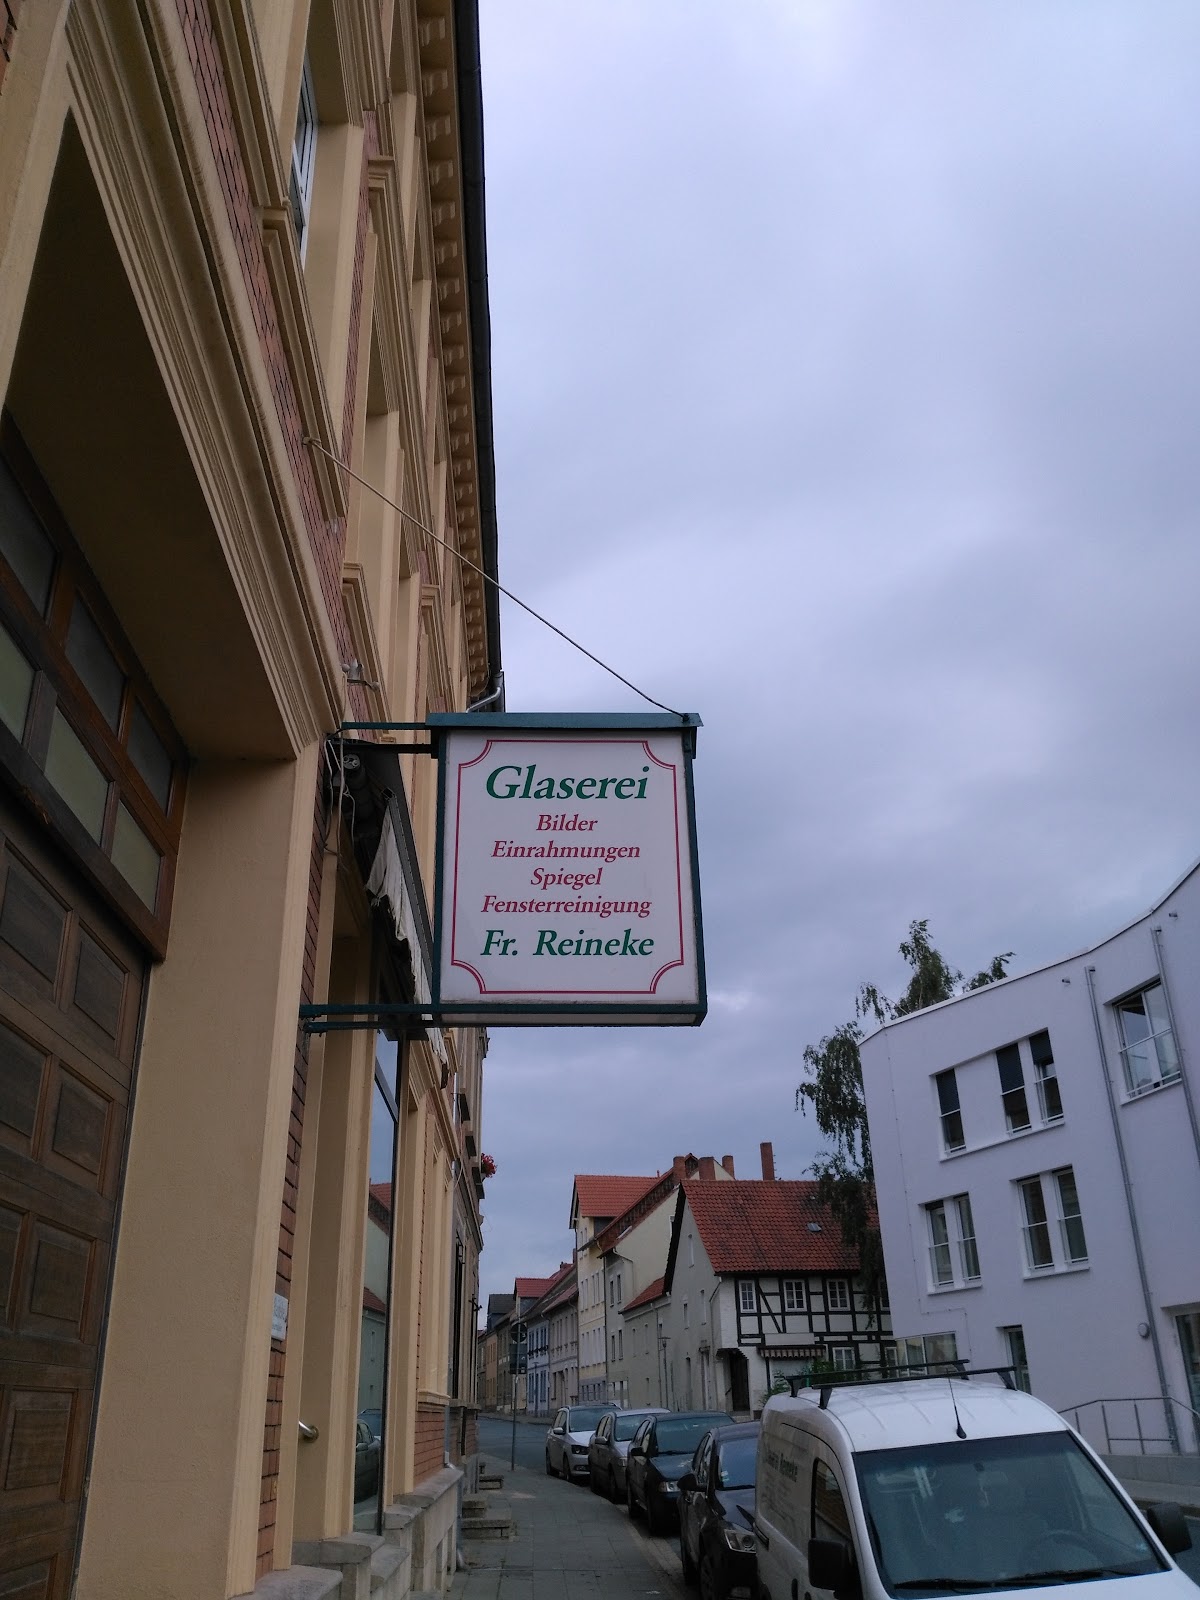 Glaserei
Bilder
Einrahmungen
Spiegel
Fensterreinigung
Fr. Reineke